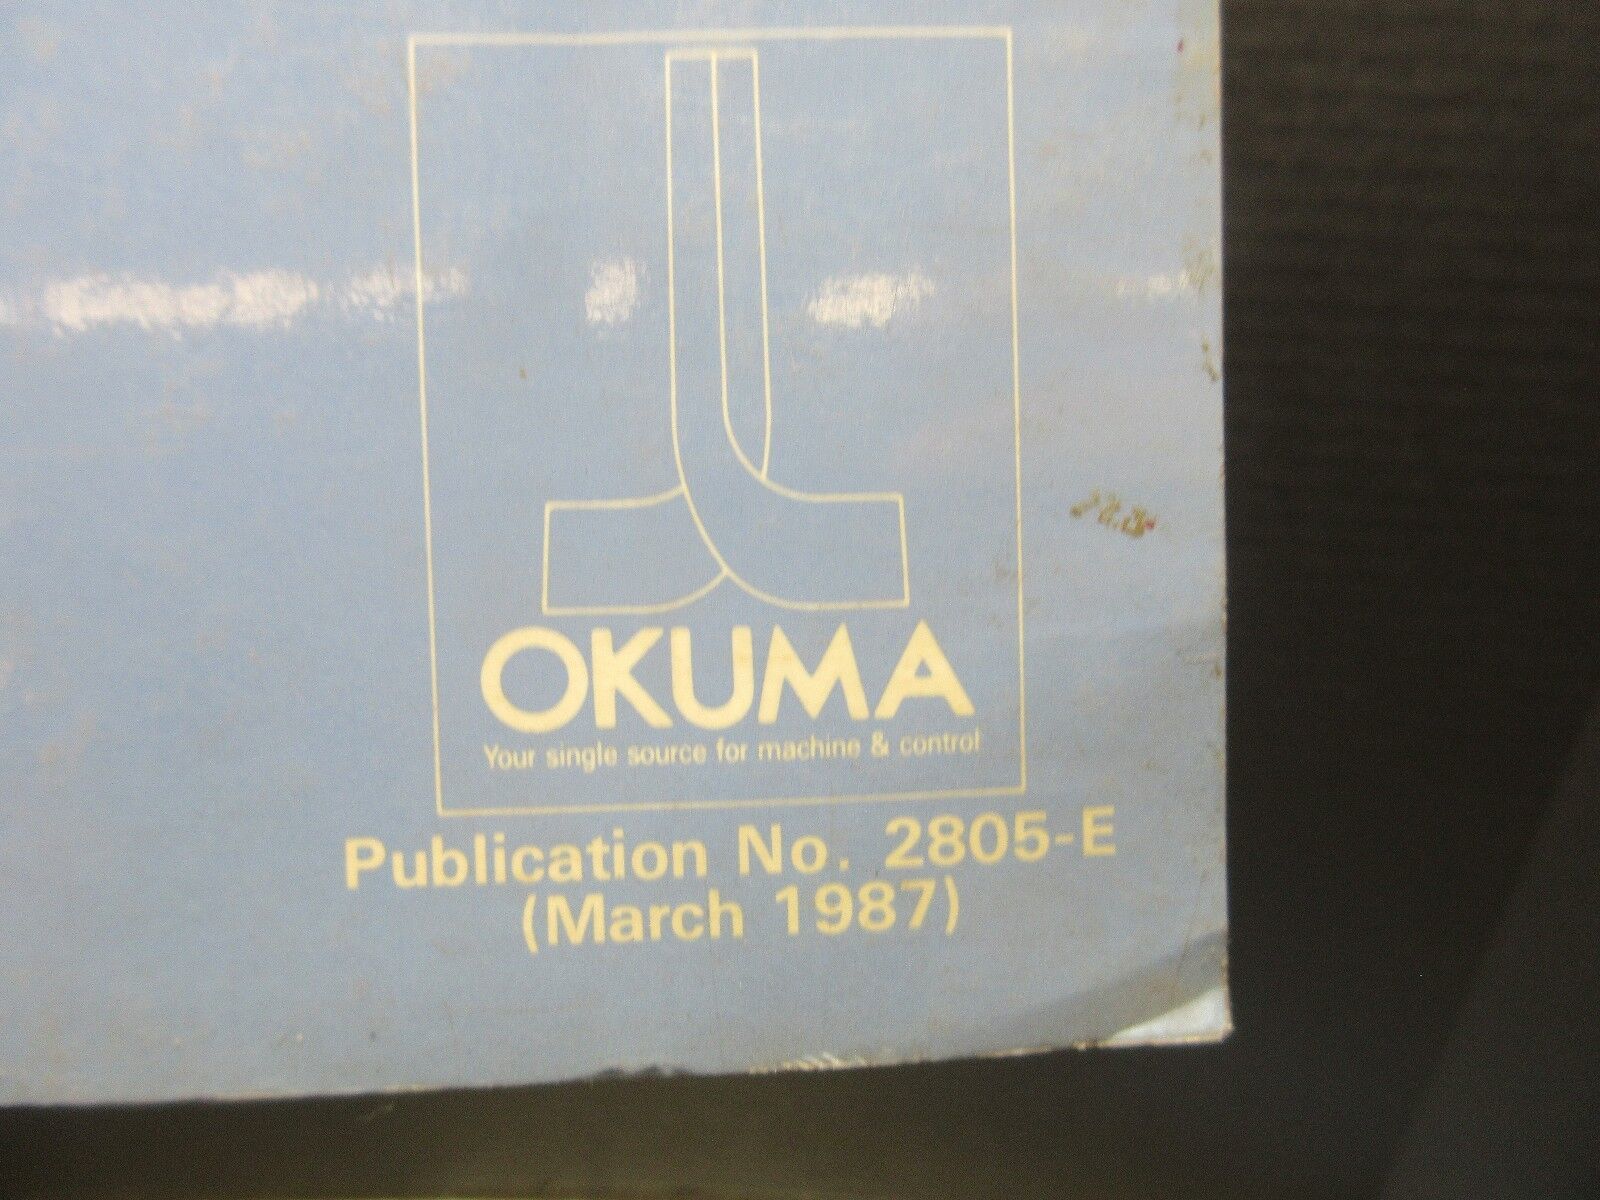 OKUMA
Your single source for machine & control
Publication No. 2805-E
(March 1987)